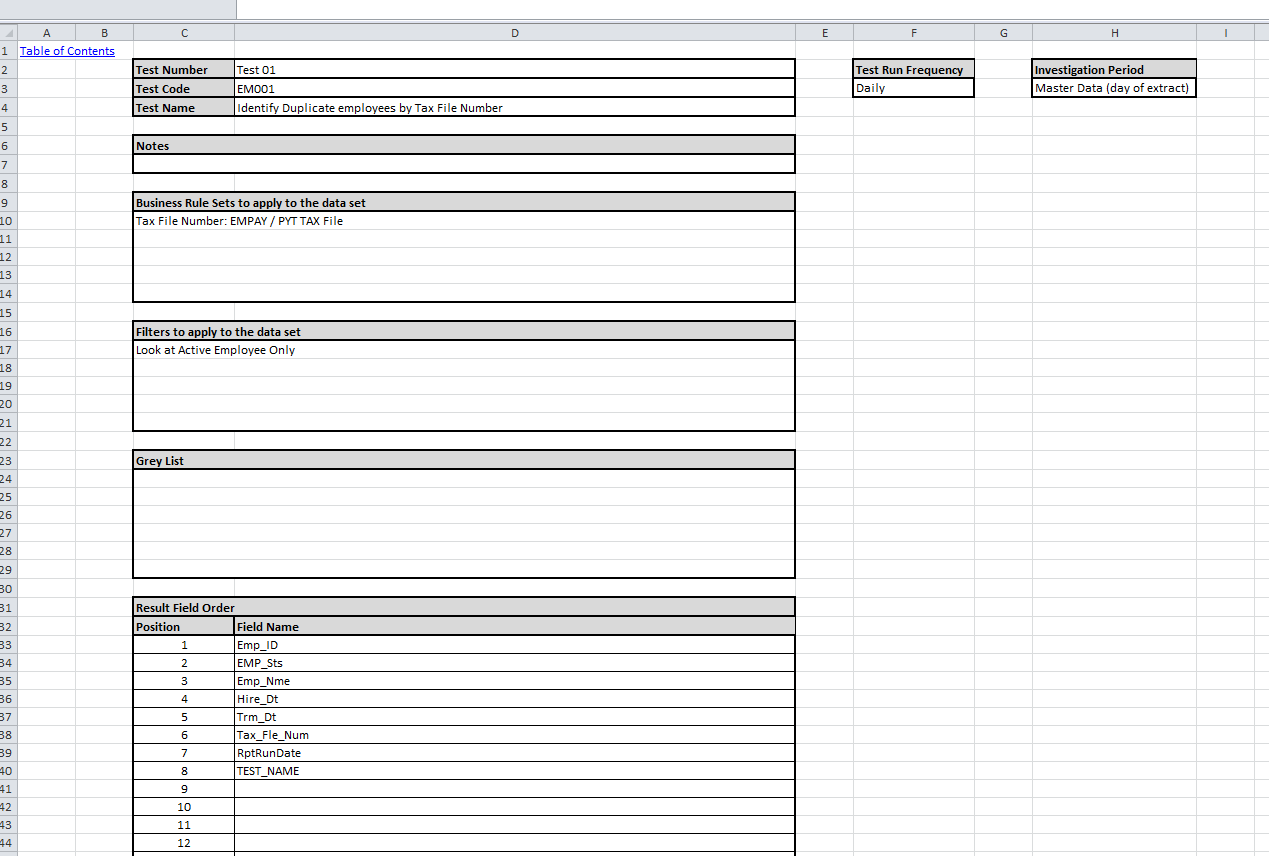 A B C D E F G H I
1 Table of Contents
2 Test Number Test 01 Test Run Frequency Investigation Period
3 Test Code EM001 Daily Master Data (day of extract)
4 Test Name Identify Duplicate employees by Tax File Number
5
6 Notes
7
8
9 Business Rule Sets to apply to the data set
10 Tax File Number: EMPAY / PYT TAX File
11
12
13
14
15
16 Filters to apply to the data set
17 Look at Active Employee Only
18
19
20
21
22
23 Grey List
24
25
26
27
28
29
30
31 Result Field Order
32 Position Field Name
33 1 Emp_ID
34 2 EMP_Sts
35 3 Emp_Nme
36 4 Hire_Dt
37 5 Trm_Dt
38 6 Tax_Fle_Num
39 7 RptRunDate
40 8 TEST_NAME
41 9
42 10
43 11
44 12